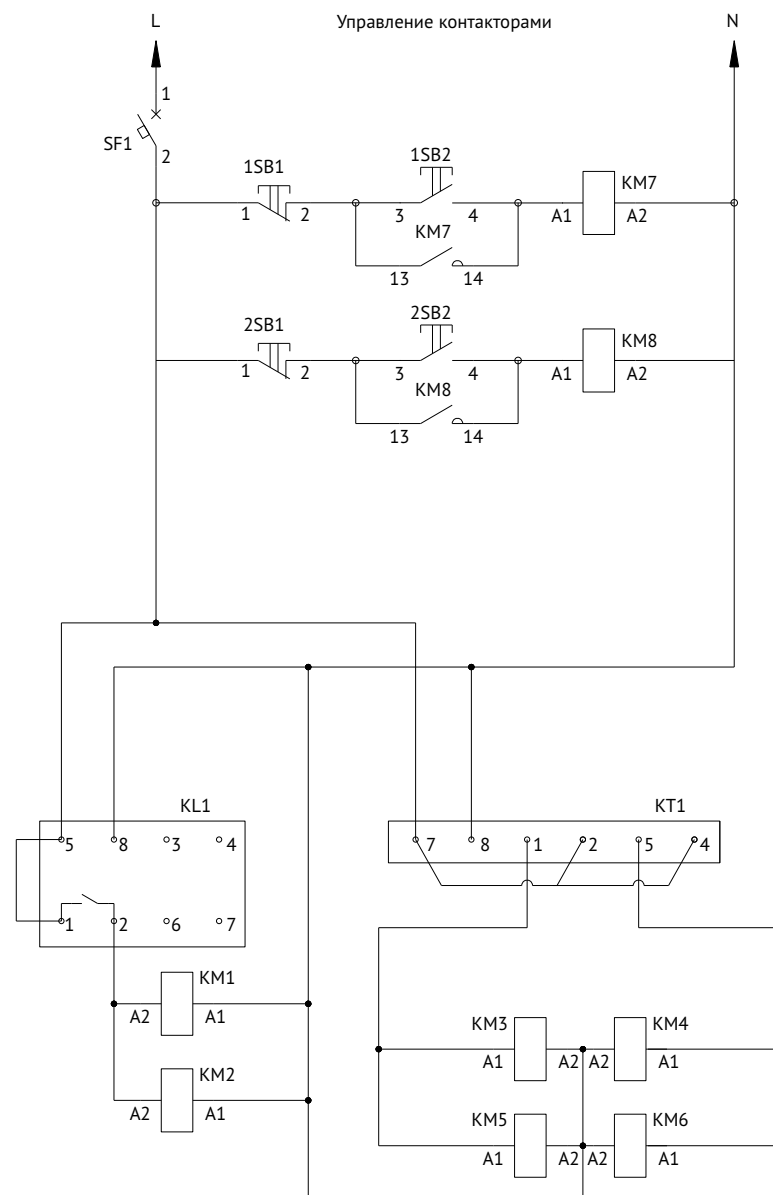 L Управление контакторами N
1
SF1
2
1SB1 1SB2
KM7
1 2 3 4 A1 A2
KM7
13 14
2SB1 2SB2
KM8
1 2 3 4 A1 A2
KM8
13 14
KL1 KT1
5 8 3 4 7 8 1 2 5 4
1 2 6 7
KM1
A2 A1
KM3 KM4
A1 A2 A2 A1
KM2
A2 A1
KM5 KM6
A1 A2 A2 A1